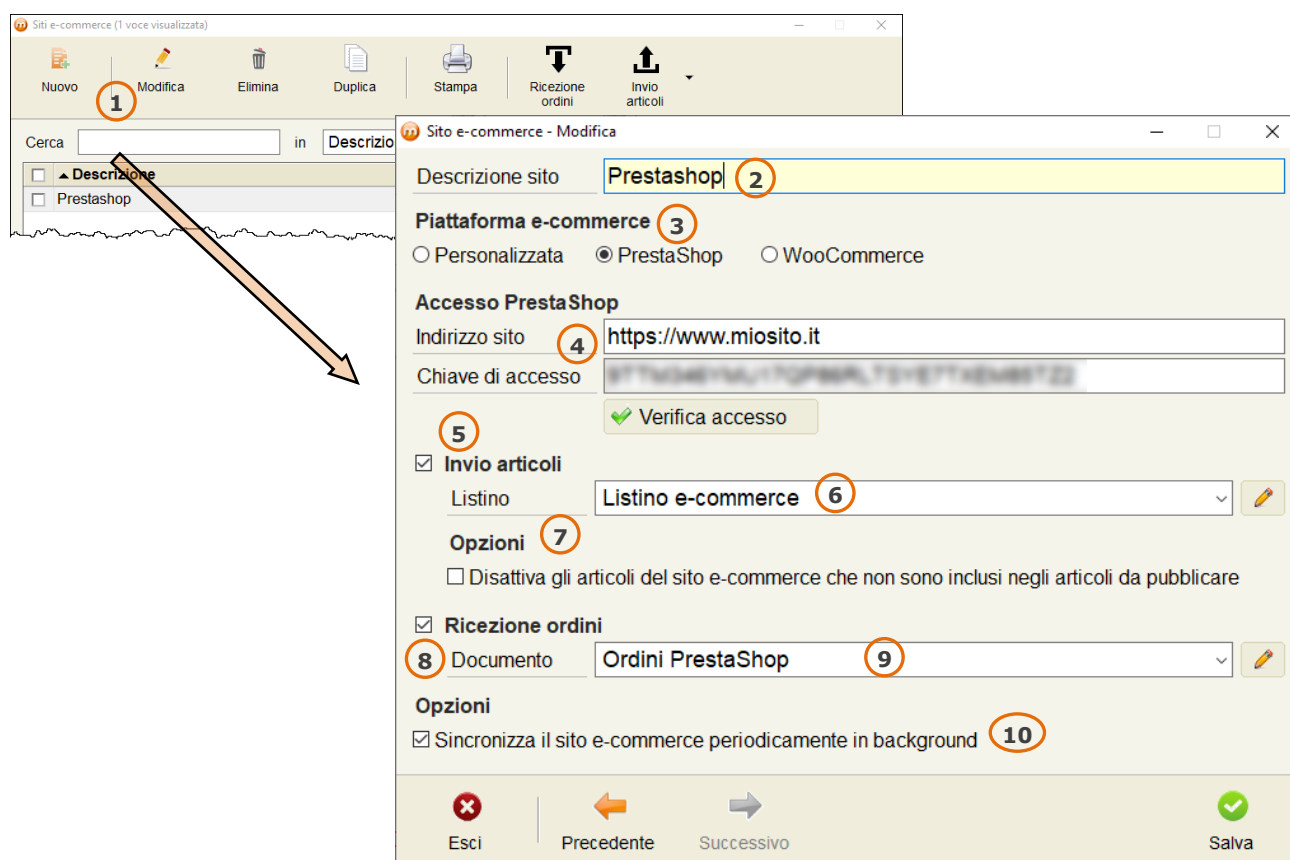 Siti e-commerce (1 voce visualizzata)
Nuovo Modifica Elimina Duplica Stampa Ricezione ordini Invio articoli
1
Cerca in Descrizio
Descrizione
Prestashop
Sito e-commerce - Modifica
Descrizione sito Prestashop 2
Piattaforma e-commerce 3
Personalizzata PrestaShop WooCommerce
Accesso PrestaShop
Indirizzo sito 4 https://www.miosito.it
Chiave di accesso
Verifica accesso
5
Invio articoli
Listino Listino e-commerce 6
Opzioni 7
Disattiva gli articoli del sito e-commerce che non sono inclusi negli articoli da pubblicare
Ricezione ordini
8 Documento Ordini PrestaShop 9
Opzioni
Sincronizza il sito e-commerce periodicamente in background 10
Esci Precedente Successivo Salva